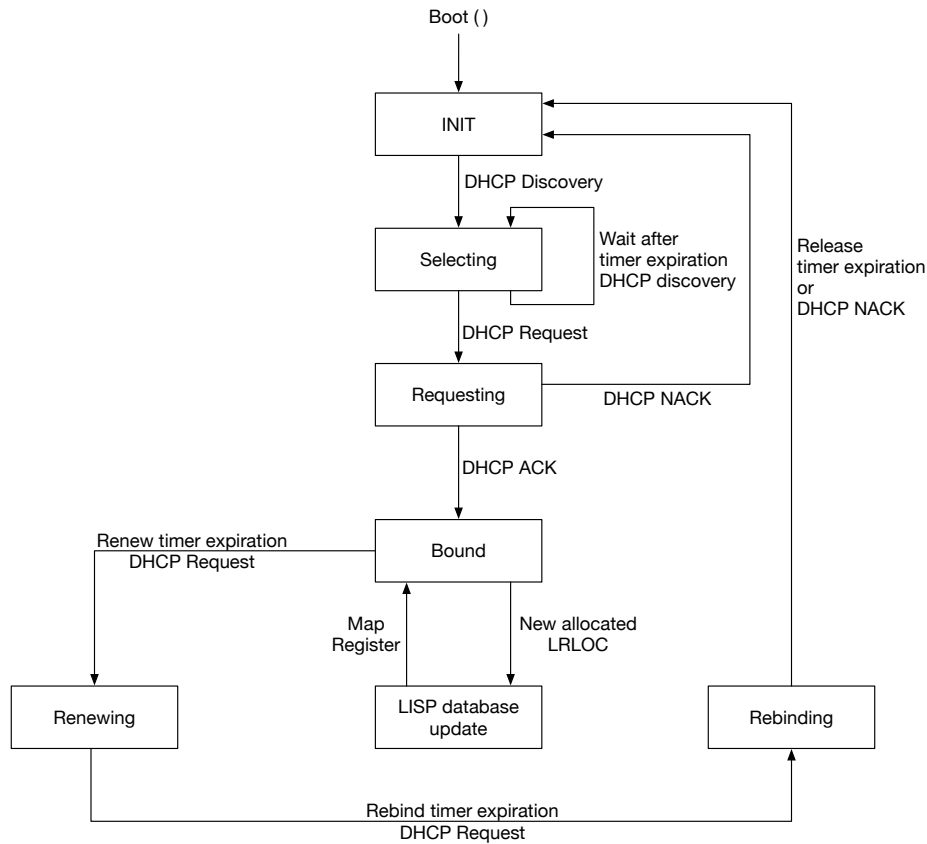 Boot ( )
INIT
DHCP Discovery
Selecting
Wait after
timer expiration
DHCP discovery
Release
timer expiration
or
DHCP NACK
DHCP Request
Requesting
DHCP NACK
DHCP ACK
Bound
Renew timer expiration
DHCP Request
Map
Register
New allocated
LRLOC
Renewing
LISP database
update
Rebinding
Rebind timer expiration
DHCP Request